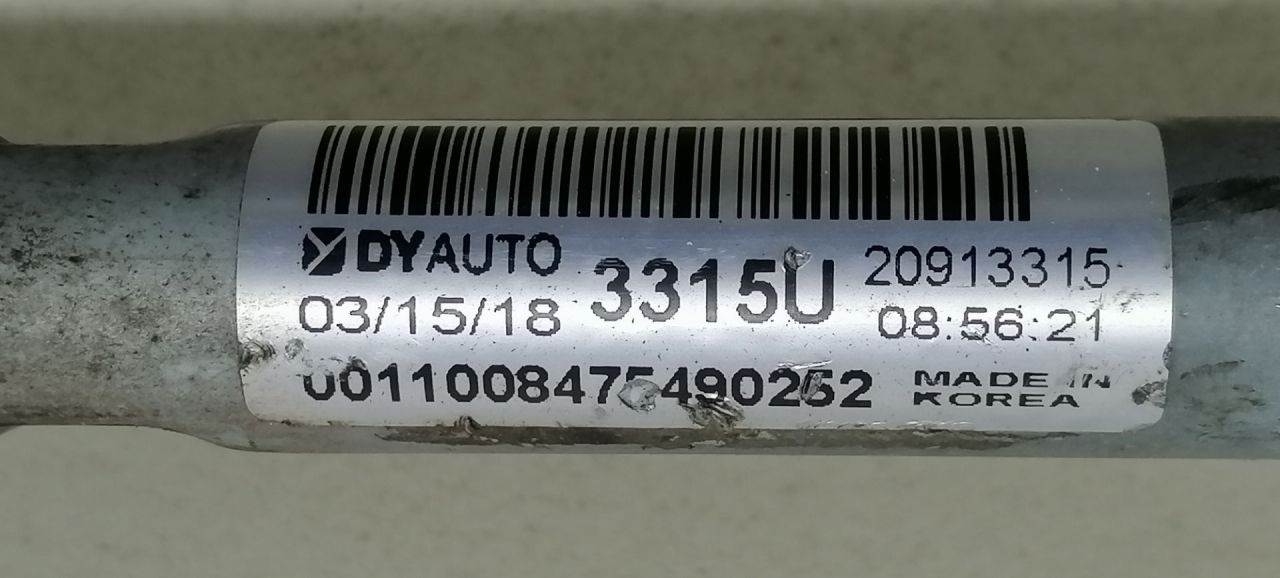 DYAUTO
03/15/18
3315U
20913315
08:56:21
0011008475490252
MADE IN
KOREA